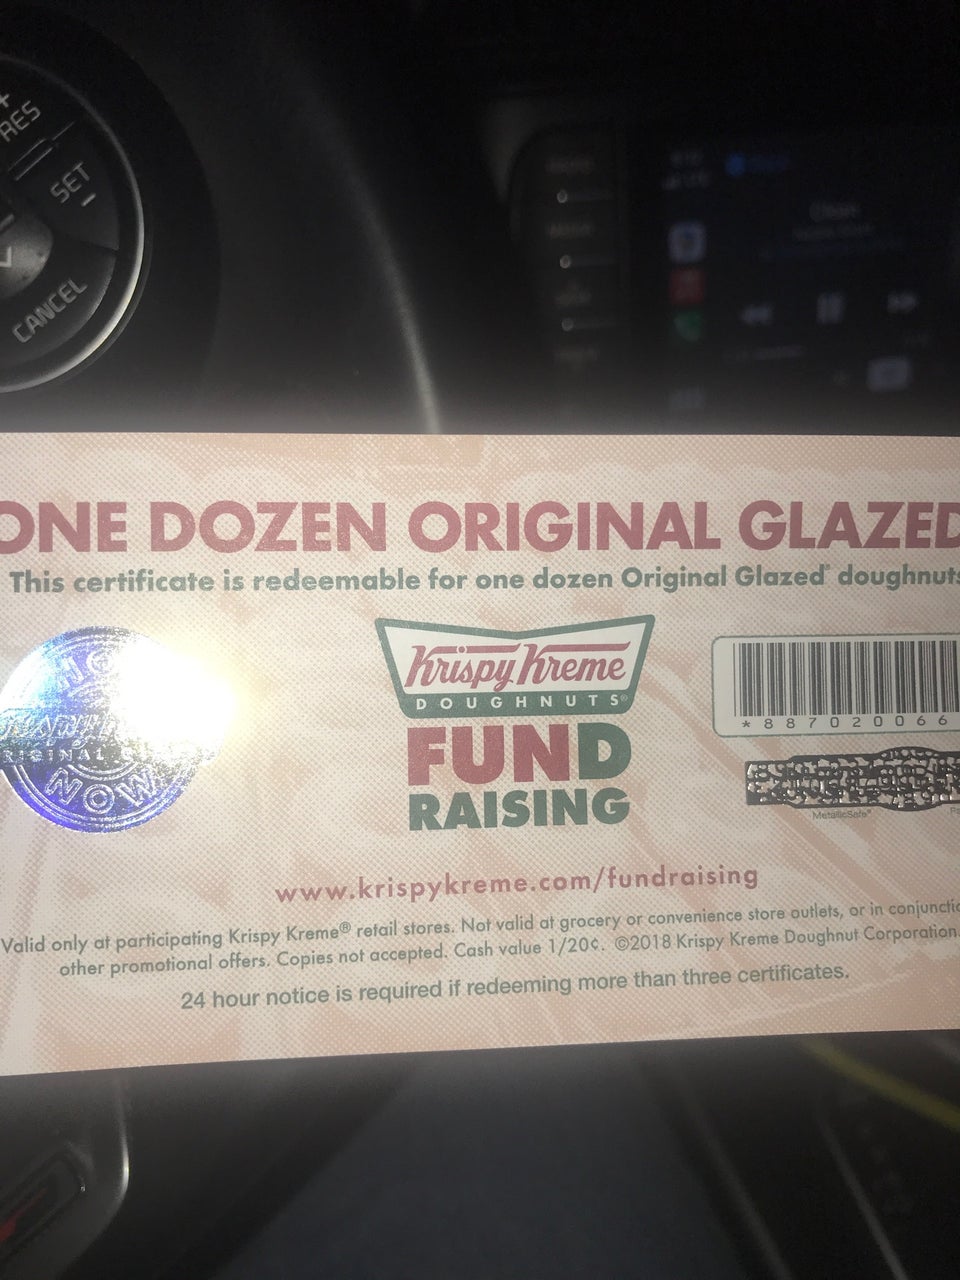 +
RES
SET
-
CANCEL
ONE DOZEN ORIGINAL GLAZED
This certificate is redeemable for one dozen Original Glazed® doughnuts
Krispy Kreme
DOUGHNUTS®
FUND
RAISING
ORIGINAL
NOW
*887020066
MetallicSafe®
www.krispykreme.com/fundraising
Valid only at participating Krispy Kreme® retail stores. Not valid at grocery or convenience store outlets, or in
other promotional offers. Copies not accepted. Cash value 1/20¢. ©2018 Krispy Kreme Doughnut Corporation.
24 hour notice is required if redeeming more than three certificates.